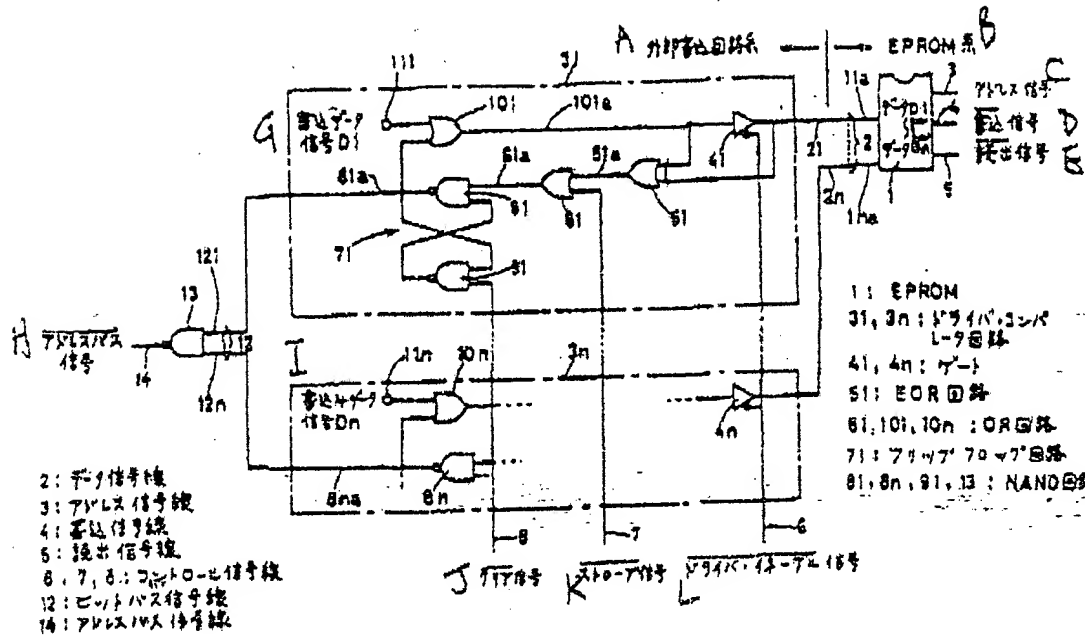 A 外部書込回路系
EPROM系 B
31
111
101
101a
11a
3
アドレス信号 C
書込信号 D
読出信号 E
データD1
データDn
G 書込データ
信号D1
41
21
2
1
5
2n
1na
81a
61a
51a
81
61
51
71
91
121
13
12
H アドレスパス
信号
14
12n
I
11n
10n
3n
書込データ
信号Dn
4n
8na
8n
8
7
6
J クリア信号
K ストローブ信号
L ドライバ・イネーブル信号
1: EPROM
31, 3n: ドライバ・コンパ
レータ回路
41, 4n: ゲート
51: EOR回路
61, 101, 10n: OR回路
71: フリップフロップ回路
81, 8n, 91, 13: NAND回路
2: データ信号線
3: アドレス信号線
4: 書込信号線
5:読出信号線
6, 7, 8: コントロール信号線
12: ビットパス信号線
14: アドレスパス信号線